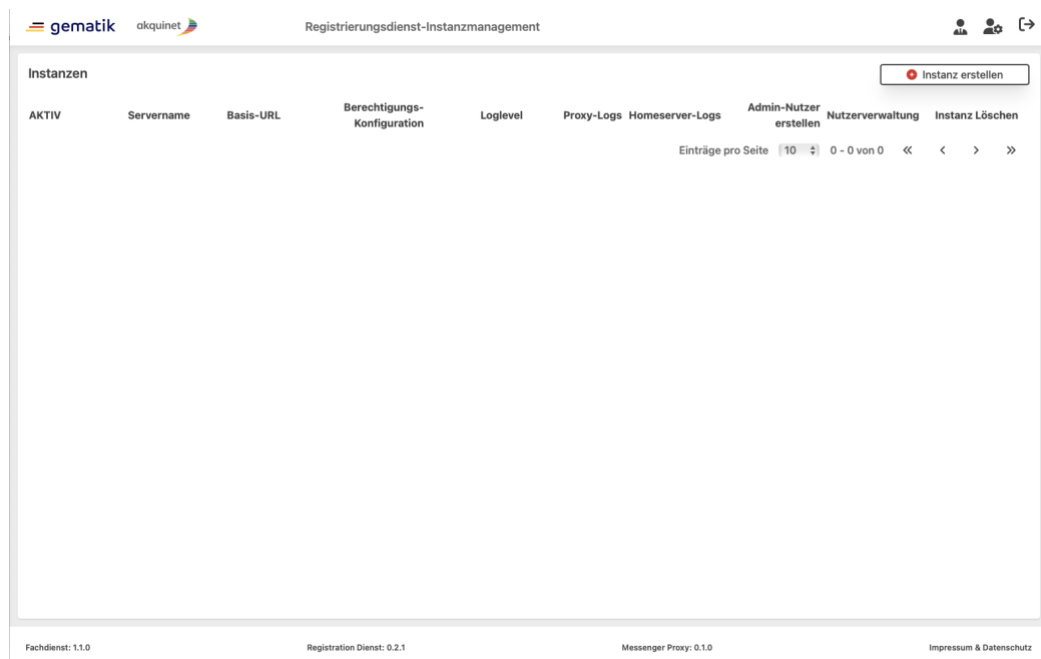 gematik akquinet Registrierungsdienst-Instanzmanagement
Instanzen Instanz erstellen
AKTIV Servername Basis-URL Berechtigungs-Konfiguration Loglevel Proxy-Logs Homeserver-Logs Admin-Nutzer erstellen Nutzerverwaltung Instanz Löschen
Einträge pro Seite 10 0 - 0 von 0 « < > »
Fachdienst: 1.1.0 Registration Dienst: 0.2.1 Messenger Proxy: 0.1.0 Impressum & Datenschutz